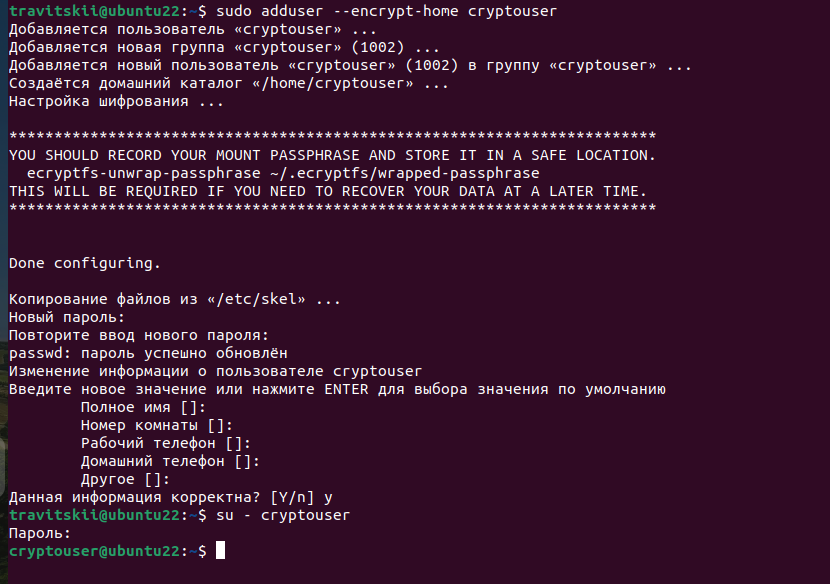 travitskii@ubuntu22:~$ sudo adduser --encrypt-home cryptouser
Добавляется пользователь «cryptouser» ...
Добавляется новая группа «cryptouser» (1002) ...
Добавляется новый пользователь «cryptouser» (1002) в группу «cryptouser» ...
Создаётся домашний каталог «/home/cryptouser» ...
Настройка шифрования ...
************************************************************************
YOU SHOULD RECORD YOUR MOUNT PASSPHRASE AND STORE IT IN A SAFE LOCATION.
ecryptfs-unwrap-passphrase ~/.ecryptfs/wrapped-passphrase
THIS WILL BE REQUIRED IF YOU NEED TO RECOVER YOUR DATA AT A LATER TIME.
************************************************************************
Done configuring.
Копирование файлов из «/etc/skel» ...
Новый пароль:
Повторите ввод нового пароля:
passwd: пароль успешно обновлён
Изменение информации о пользователе cryptouser
Введите новое значение или нажмите ENTER для выбора значения по умолчанию
Полное имя []:
Номер комнаты []:
Рабочий телефон []:
Домашний телефон []:
Другое []:
Данная информация корректна? [Y/n] y
travitskii@ubuntu22:~$ su - cryptouser
Пароль:
cryptouser@ubuntu22:~$